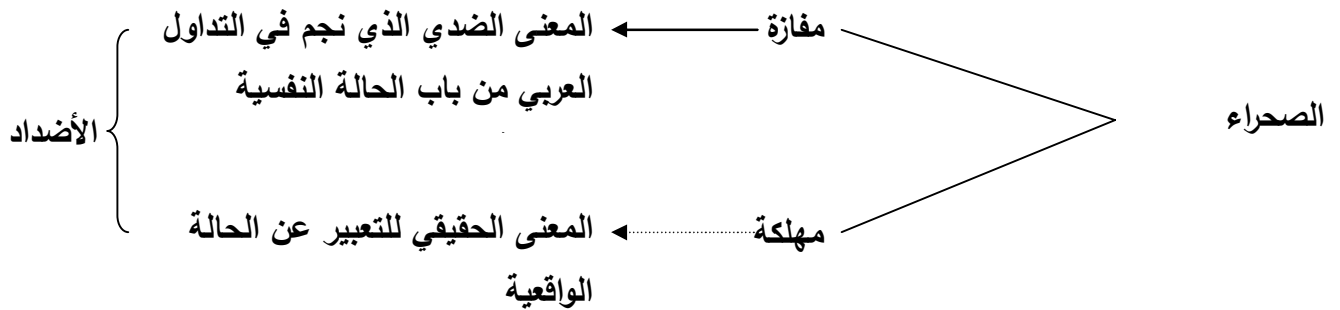 الصحراء
مفازة
المعنى الضدي الذي نجم في التداول
العربي من باب الحالة النفسية
مهلكة
المعنى الحقيقي للتعبير عن الحالة
الواقعية
الأضداد